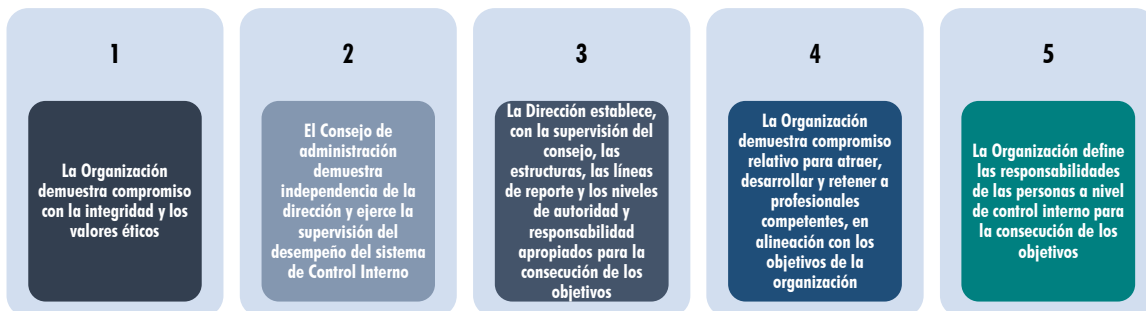 1
La Organización
demuestra compromiso
con la integridad y los
valores éticos
2
El Consejo de
administración
demuestra
independencia de la
dirección y ejerce la
supervisión del
desempeño del sistema
de Control Interno
3
La Dirección establece,
con la supervisión del
consejo, las
estructuras, las líneas
de reporte y los niveles
de autoridad y
responsabilidad
apropiados para la
consecución de los
objetivos
4
La Organización
demuestra compromiso
relativo para atraer,
desarrollar y retener a
profesionales
competentes, en
alineación con los
objetivos de la
organización
5
La Organización define
las responsabilidades
de las personas a nivel
de control interno para
la consecución de los
objetivos